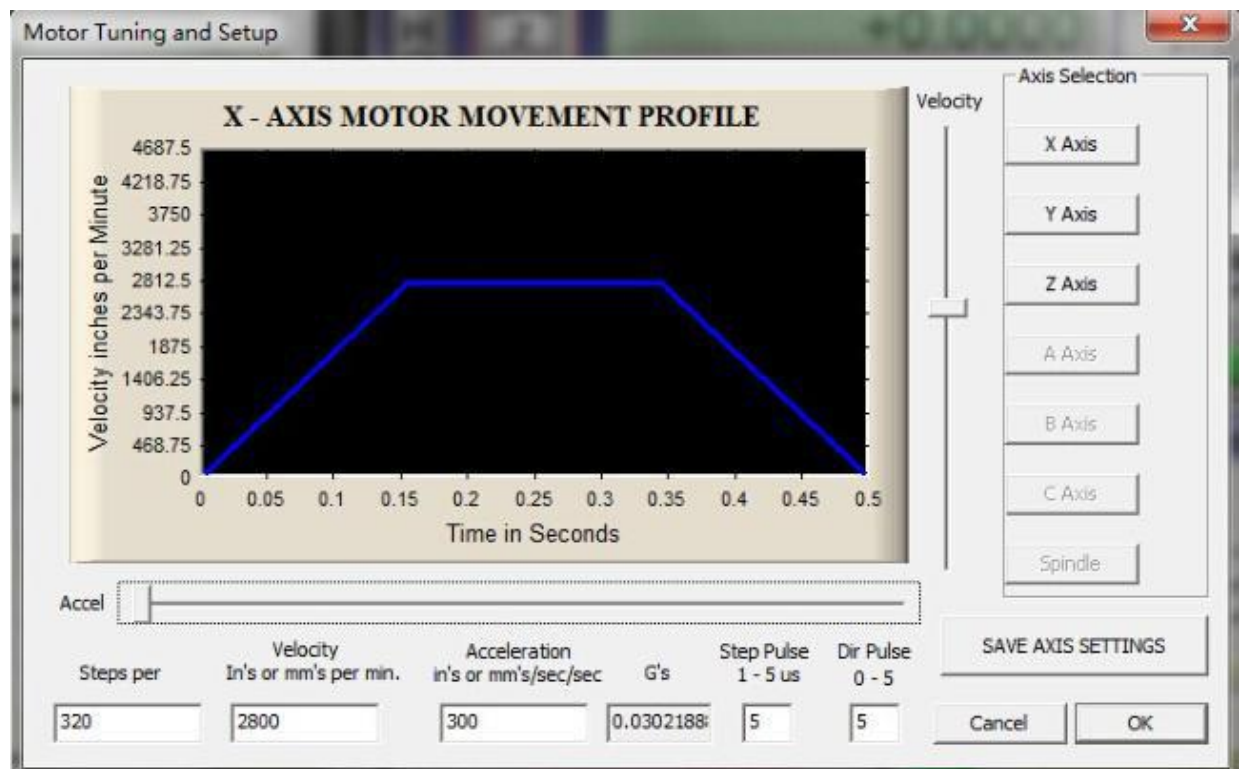 Motor Tuning and Setup
+0.0000
X
Axis Selection
X - AXIS MOTOR MOVEMENT PROFILE
Velocity
Velocity inches per Minute
4687.5
4218.75
3750
3281.25
2812.5
2343.75
1875
1406.25
937.5
468.75
0
0 0.05 0.1 0.15 0.2 0.25 0.3 0.35 0.4 0.45 0.5
Time in Seconds
X Axis
Y Axis
Z Axis
A Axis
B Axis
C Axis
Spindle
Accel
Steps per
Velocity
In's or mm's per min.
Acceleration
in's or mm's/sec/sec
G's
Step Pulse
1 - 5 us
Dir Pulse
0 - 5
SAVE AXIS SETTINGS
320
2800
300
0.0302188
5
5
Cancel
OK